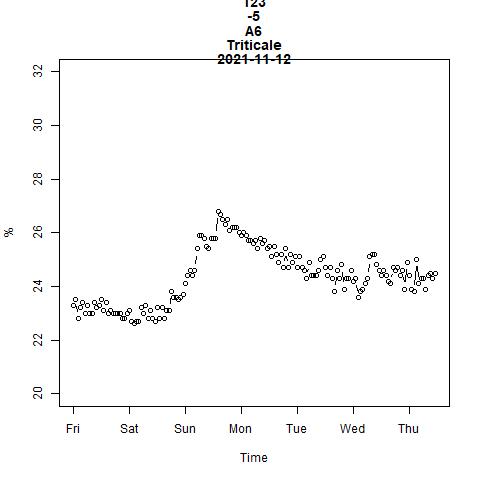 123
-5
A6
Triticale
2021-11-12
32
30
28
26
24
22
20
%
Fri
Sat
Sun
Mon
Tue
Wed
Thu
Time